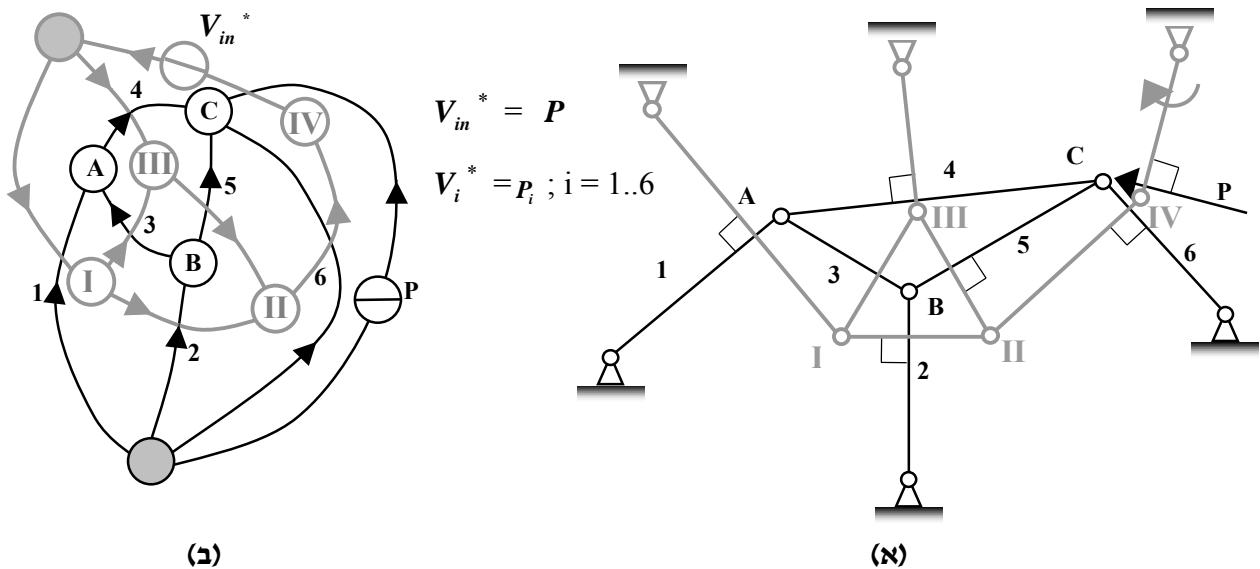 V_in *
4
C
IV
A
III
5
3
B
I
6
II
P
1
2
V_in * = P
V_i * = P_i ; i = 1..6
(ב)
C
4
A
P
III
IV
5
1
3
6
B
I
II
2
(א)